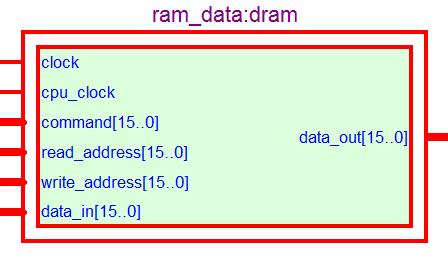 ram_data:dram
clock
cpu_clock
command[15..0]
read_address[15..0]
write_address[15..0]
data_in[15..0]
data_out[15..0]